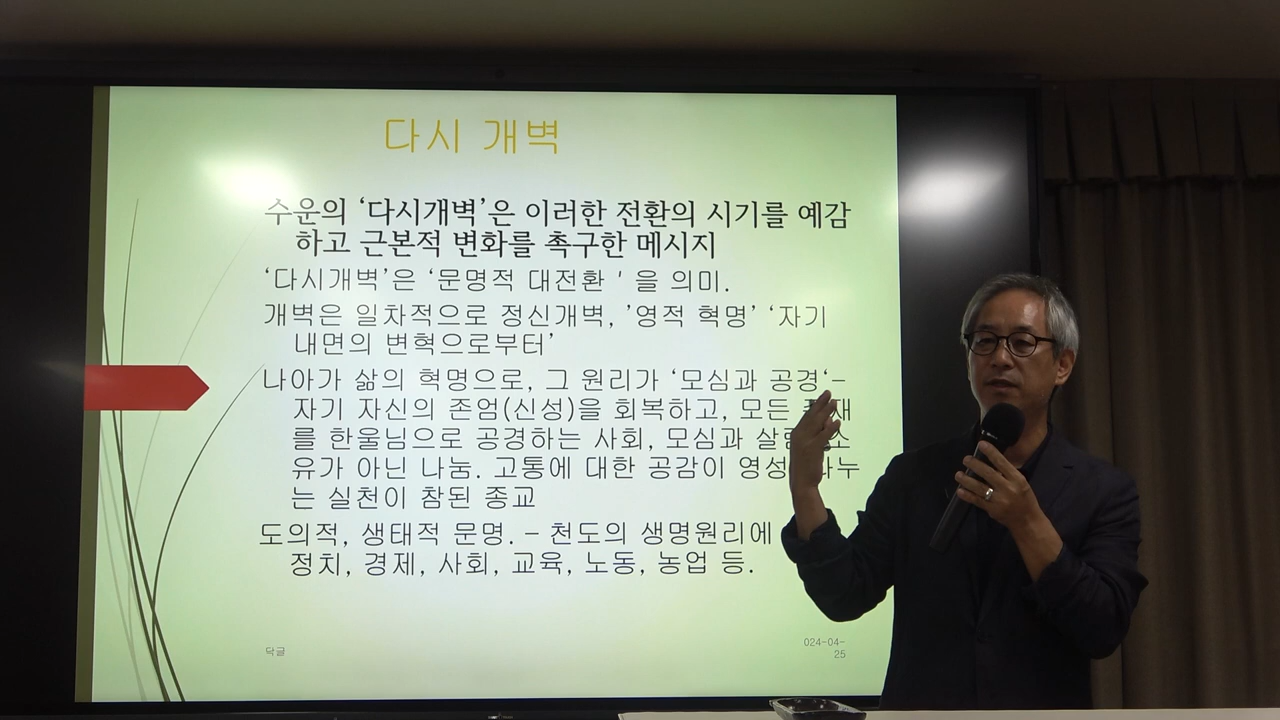 다시 개벽
수운의 ‘다시개벽’은 이러한 전환의 시기를 예감
하고 근본적 변화를 촉구한 메시지
‘다시개벽’은 ‘문명적 대전환 ' 을 의미.
개벽은 일차적으로 정신개벽, ’영적 혁명’ ‘자기
내면의 변혁으로부터’
나아가 삶의 혁명으로, 그 원리가 ‘모심과 공경‘-
자기 자신의 존엄(신성)을 회복하고, 모든
를 한울님으로 공경하는 사회, 모심과
유가 아닌 나눔. 고통에 대한 공감이
는 실천이 참된 종교
도의적, 생태적 문명. - 천도의 생명원리에
정치, 경제, 사회, 교육, 노동, 농업 등.
닥글
024-04-
25